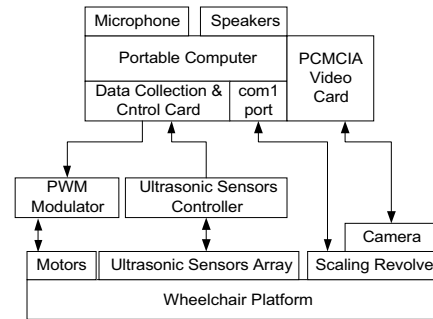 Microphone
Speakers
Portable Computer
PCMCIA
Video
Card
Data Collection &
Cntrol Card
com1
port
PWM
Modulator
Ultrasonic Sensors
Controller
Camera
Motors
Ultrasonic Sensors Array
Scaling Revolve
Wheelchair Platform